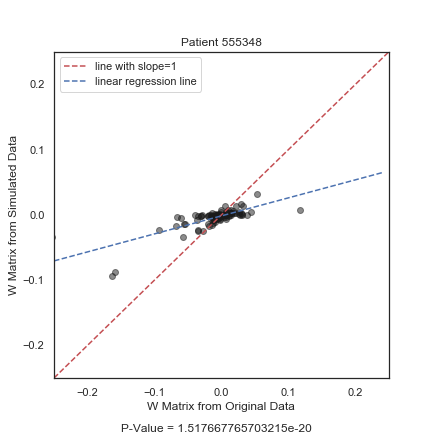 Patient 555348
line with slope=1
linear regression line
W Matrix from Simulated Data
0.2
0.1
0.0
−0.1
−0.2
−0.2 −0.1 0.0 0.1 0.2
W Matrix from Original Data
P-Value = 1.517667765703215e-20